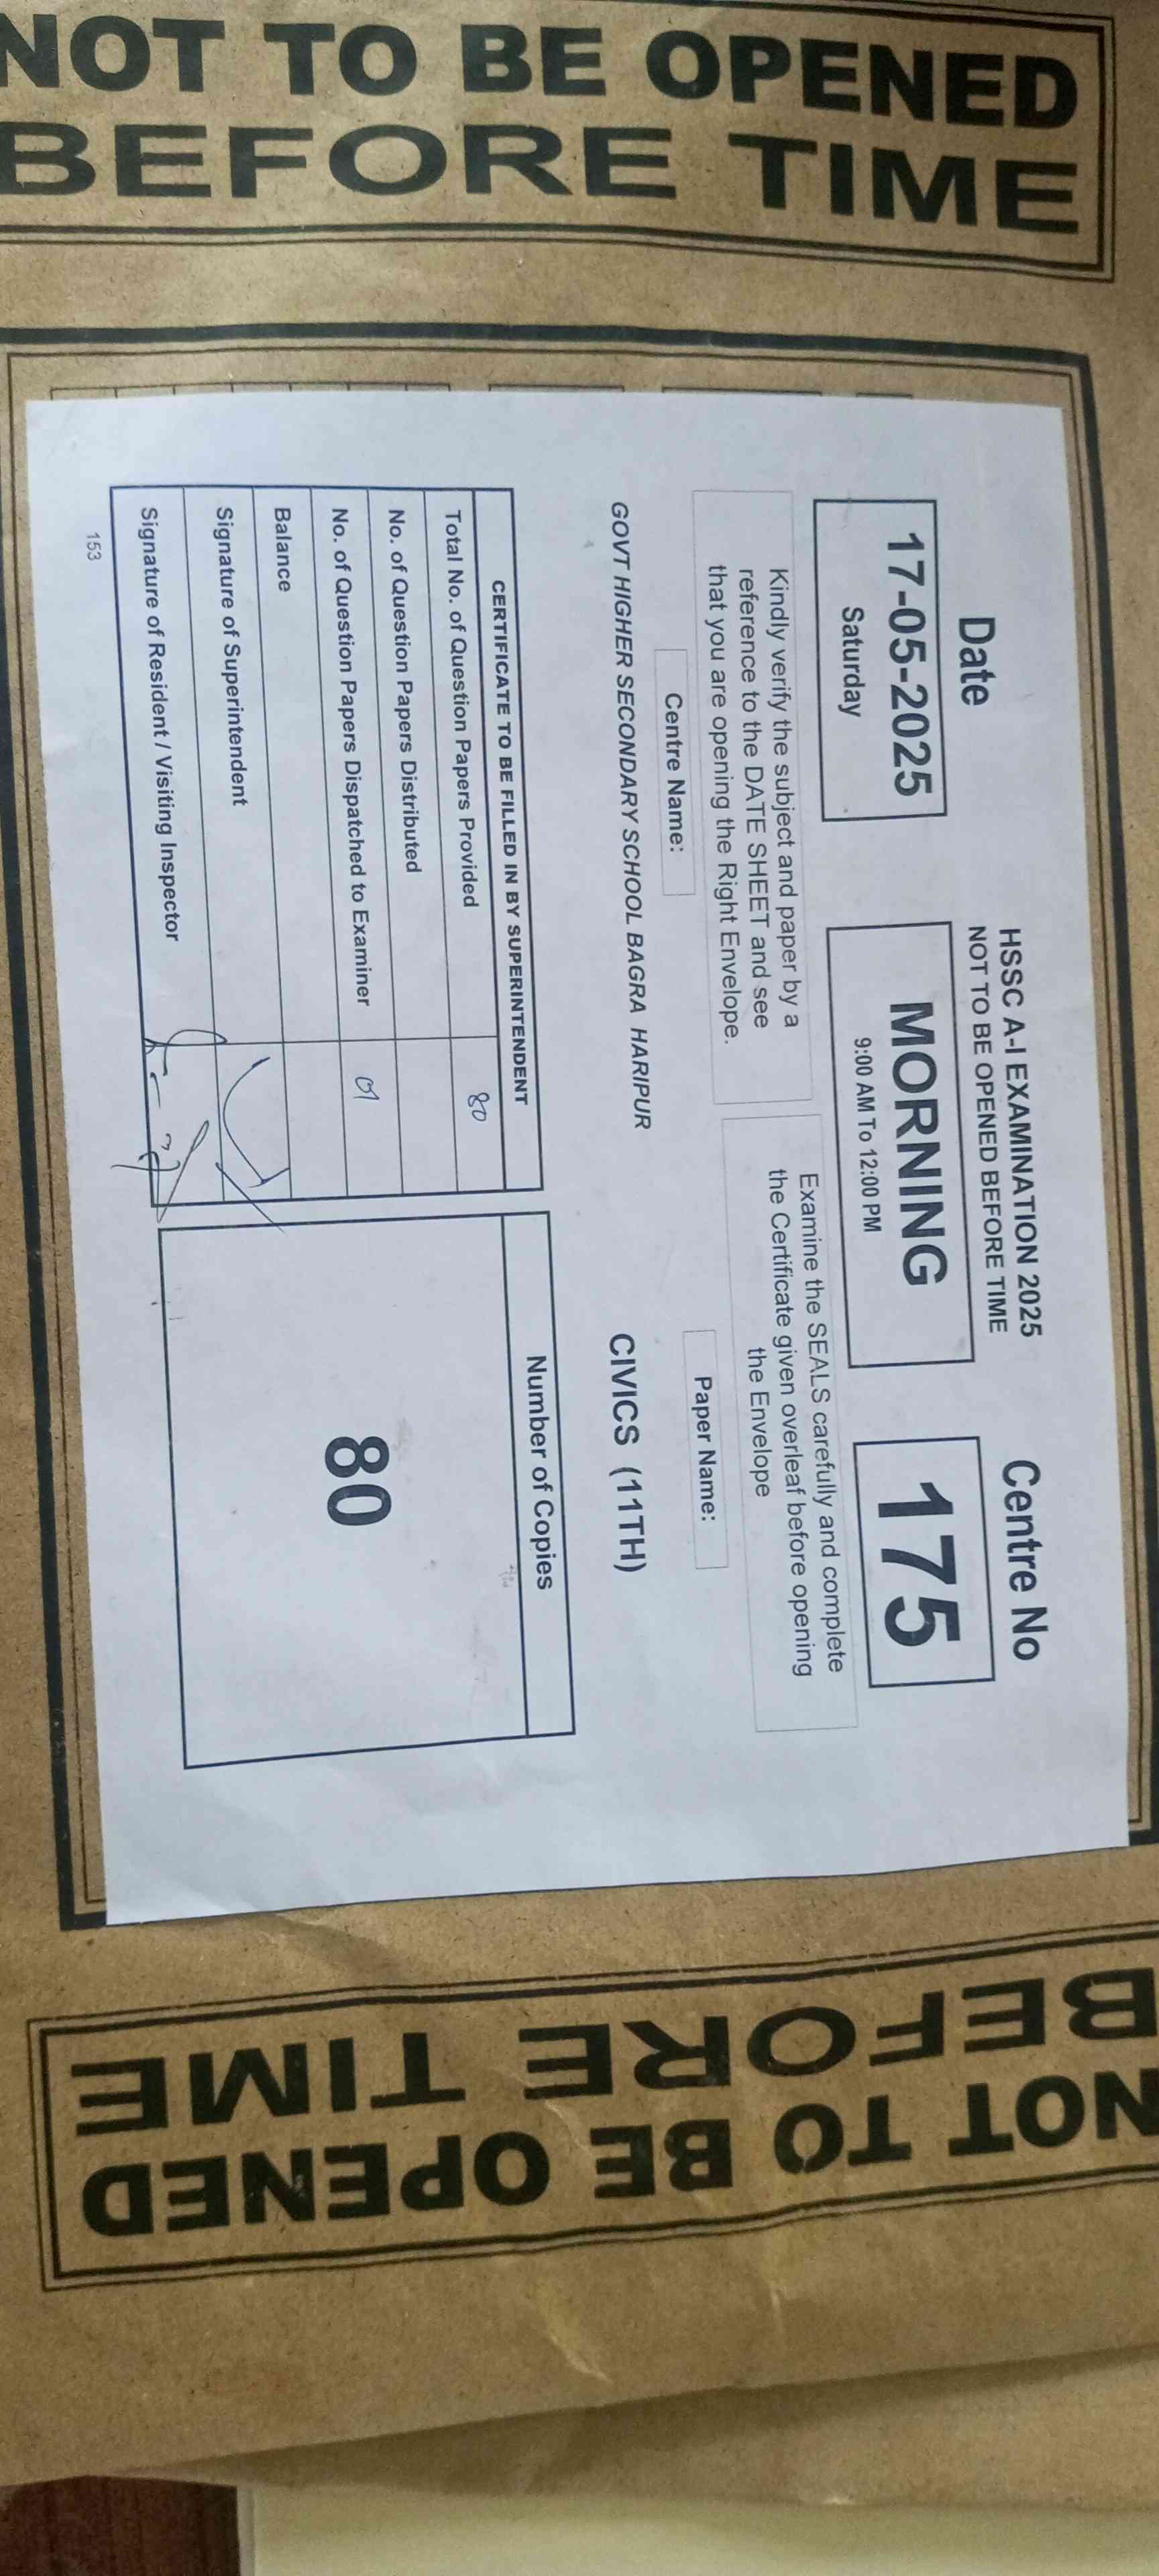 NOT TO BE OPENED
BEFORE TIME
HSSC A-I EXAMINATION 2025
NOT TO BE OPENED BEFORE TIME
Date
17-05-2025
Saturday
MORNING
9:00 AM To 12:00 PM
Centre No
175
Kindly verify the subject and paper by a
reference to the DATE SHEET and see
that you are opening the Right Envelope.
Examine the SEALS carefully and complete
the Certificate given overleaf before opening
the Envelope
Centre Name:
GOVT HIGHER SECONDARY SCHOOL BAGRA HARIPUR
Paper Name:
CIVICS (11TH)
CERTIFICATE TO BE FILLED IN BY SUPERINTENDENT
Total No. of Question Papers Provided 80
No. of Question Papers Distributed
No. of Question Papers Dispatched to Examiner 01
Balance
Signature of Superintendent
Signature of Resident / Visiting Inspector
153
Number of Copies
80
NOT TO BE OPENED
BEFORE TIME